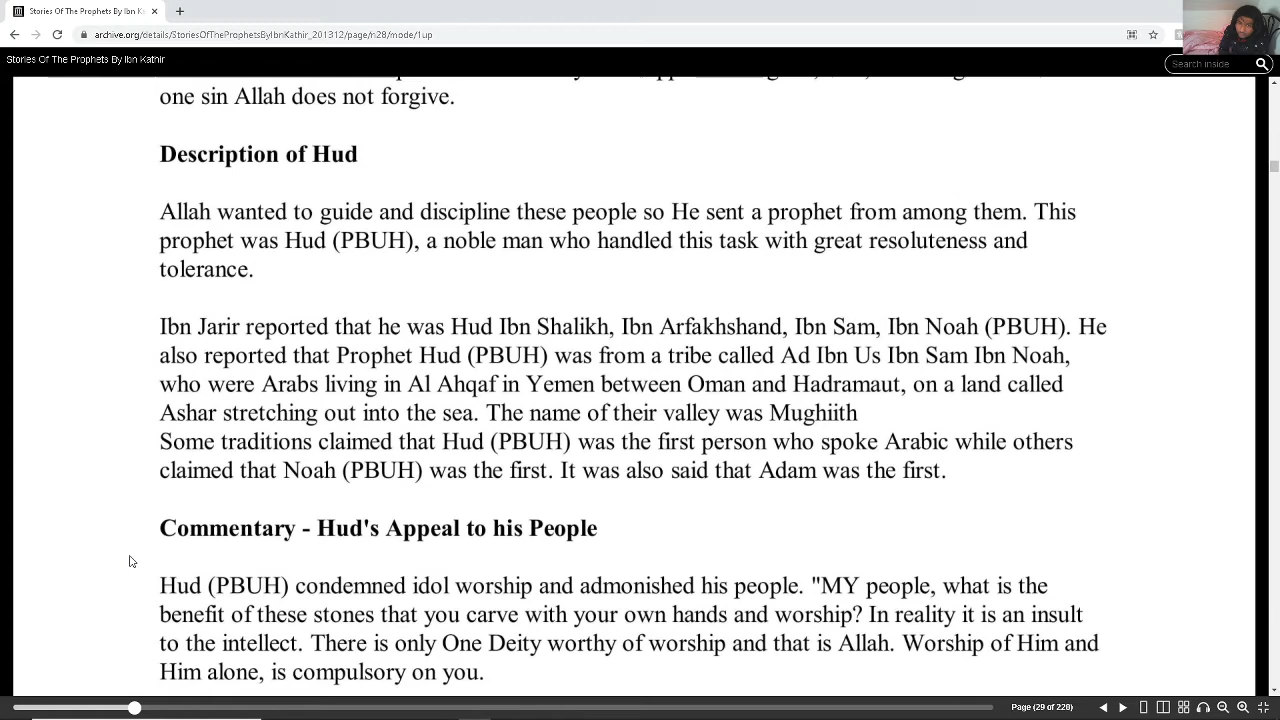 Stories Of The Prophets By Ibn K
archive.org/details/StoriesOfTheProphetsByIbnKathir_201312/page/n28/mode/1up
Stories Of The Prophets By Ibn Kathir
Search inside
one sin Allah does not forgive.
Description of Hud
Allah wanted to guide and discipline these people so He sent a prophet from among them. This
prophet was Hud (PBUH), a noble man who handled this task with great resoluteness and
tolerance.
Ibn Jarir reported that he was Hud Ibn Shalikh, Ibn Arfakhshand, Ibn Sam, Ibn Noah (PBUH). He
also reported that Prophet Hud (PBUH) was from a tribe called Ad Ibn Us Ibn Sam Ibn Noah,
who were Arabs living in Al Ahqaf in Yemen between Oman and Hadramaut, on a land called
Ashar stretching out into the sea. The name of their valley was Mughiith
Some traditions claimed that Hud (PBUH) was the first person who spoke Arabic while others
claimed that Noah (PBUH) was the first. It was also said that Adam was the first.
Commentary - Hud's Appeal to his People
Hud (PBUH) condemned idol worship and admonished his people. "MY people, what is the
benefit of these stones that you carve with your own hands and worship? In reality it is an insult
to the intellect. There is only One Deity worthy of worship and that is Allah. Worship of Him and
Him alone, is compulsory on you.
Page (29 of 228)